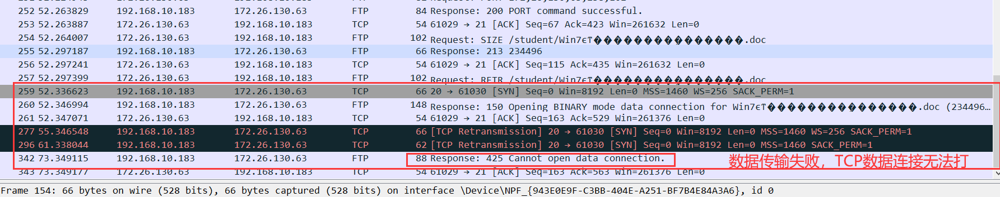 252 52.263829 192.168.10.183 172.26.130.63 FTP 84 Response: 200 PORT command successful.
253 52.263887 172.26.130.63 192.168.10.183 TCP 54 61029 → 21 [ACK] Seq=67 Ack=423 Win=261632 Len=0
254 52.264007 172.26.130.63 192.168.10.183 FTP 102 Request: SIZE /student/Win7ϵͳ�����������������.doc
255 52.297187 192.168.10.183 172.26.130.63 FTP 66 Response: 213 234496
256 52.297241 172.26.130.63 192.168.10.183 TCP 54 61029 → 21 [ACK] Seq=115 Ack=435 Win=261632 Len=0
257 52.297399 172.26.130.63 192.168.10.183 FTP 102 Request: RETR /student/Win7ϵͳ�����������������.doc
259 52.336623 192.168.10.183 172.26.130.63 TCP 66 20 → 61030 [SYN] Seq=0 Win=8192 Len=0 MSS=1460 WS=256 SACK_PERM=1
260 52.346994 192.168.10.183 172.26.130.63 FTP 148 Response: 150 Opening BINARY mode data connection for Win7ϵͳ�����������������.doc (234496…
261 52.347071 172.26.130.63 192.168.10.183 TCP 54 61029 → 21 [ACK] Seq=163 Ack=529 Win=261376 Len=0
277 55.346548 192.168.10.183 172.26.130.63 TCP 66 [TCP Retransmission] 20 → 61030 [SYN] Seq=0 Win=8192 Len=0 MSS=1460 WS=256 SACK_PERM=1
296 61.338044 192.168.10.183 172.26.130.63 TCP 62 [TCP Retransmission] 20 → 61030 [SYN] Seq=0 Win=8192 Len=0 MSS=1460 SACK_PERM=1
342 73.349115 192.168.10.183 172.26.130.63 FTP 88 Response: 425 Cannot open data connection.
数据传输失败，TCP数据连接无法打
343 73.349177 172.26.130.63 192.168.10.183 TCP 54 61029 → 21 [ACK] Seq=163 Ack=563 Win=261376 Len=0
Frame 154: 66 bytes on wire (528 bits), 66 bytes captured (528 bits) on interface \Device\NPF_{943E0E9F-C3BB-404E-A251-BF7B4E84A3A6}, id 0